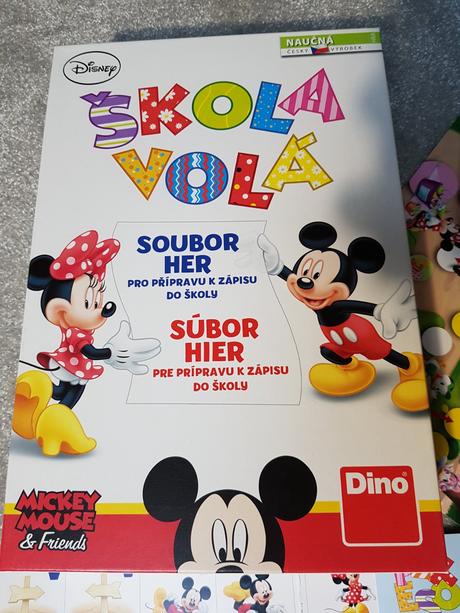 Disney
NAUČNÁ
ČESKÝ VÝROBEK
ŠKOLA
VOLÁ
SOUBOR
HER
PRO PŘÍPRAVU K ZÁPISU
DO ŠKOLY
SÚBOR
HIER
PRE PRÍPRAVU K ZÁPISU
DO ŠKOLY
MICKEY
MOUSE
& Friends
Dino